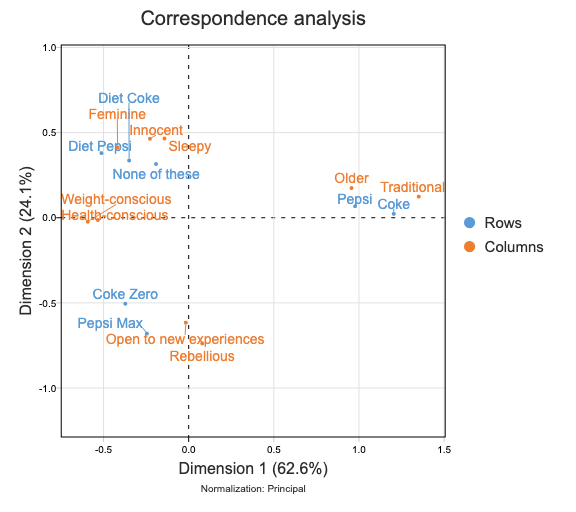 Correspondence analysis
1.0
Diet Coke
Feminine
Innocent
0.5
Diet Pepsi
Sleepy
None of these
Older
Traditional
Pepsi
Coke
Weight-conscious
Health-conscious
0.0
Rows
Columns
Coke Zero
-0.5
Pepsi Max
Open to new experiences
Rebellious
-1.0
Dimension 2 (24.1%)
-0.5 0.0 0.5 1.0 1.5
Dimension 1 (62.6%)
Normalization: Principal